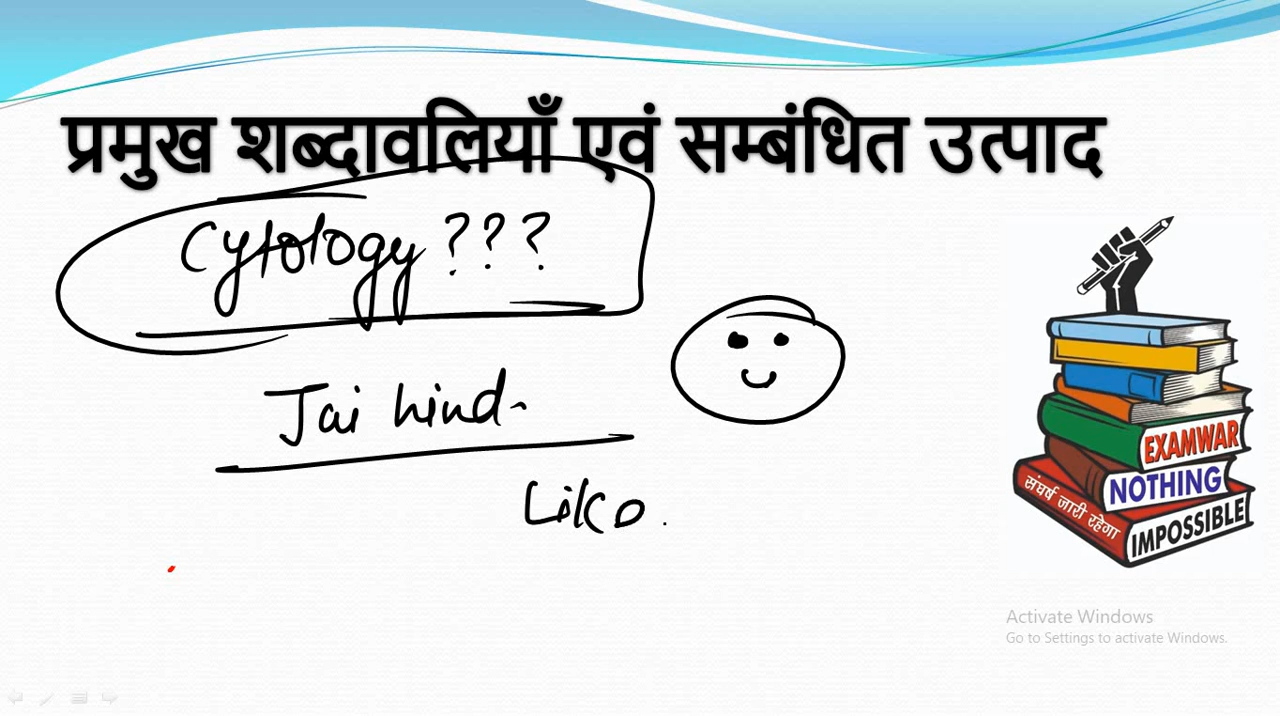 प्रमुख शब्दावलियाँ एवं सम्बंधित उत्पाद
Cytology ???
Jai hind
Like.
EXAMWAR
NOTHING
संघर्ष जारी रहेगा
IMPOSSIBLE
Activate Windows
Go to Settings to activate Windows.